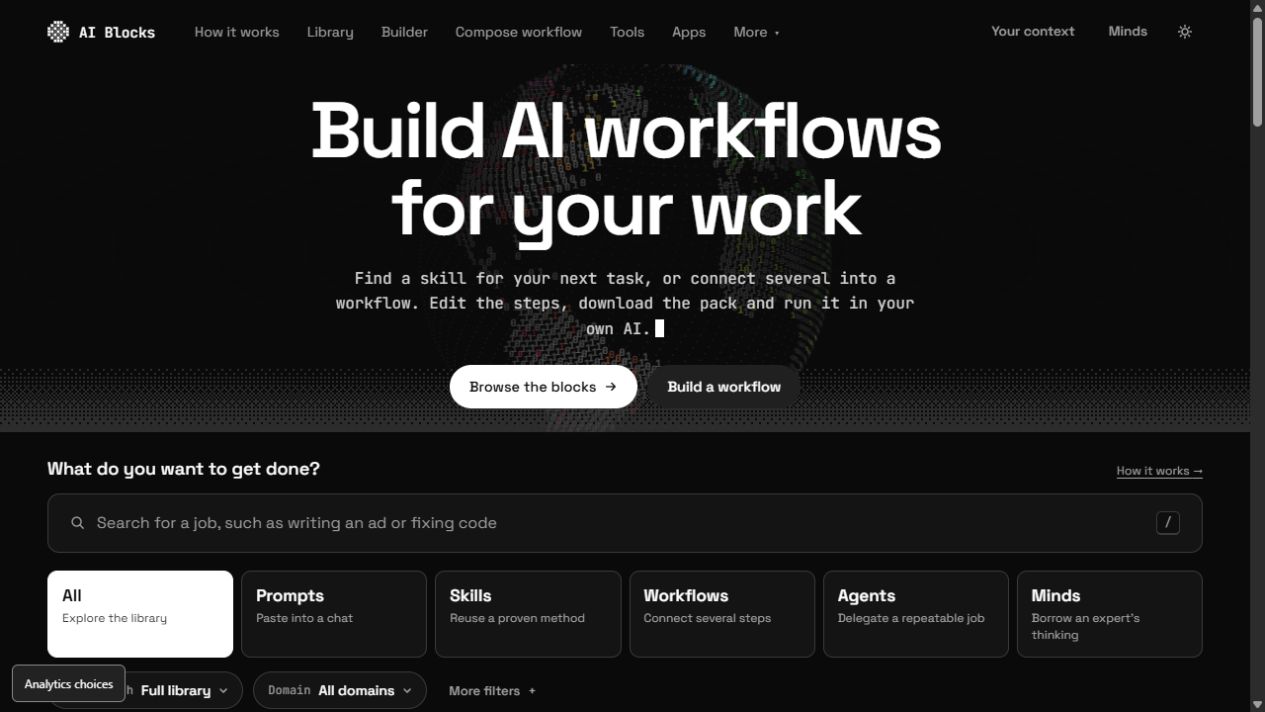 AI Blocks
How it works
Library
Builder
Compose workflow
Tools
Apps
More
Your context
Minds
Build AI workflows
for your work
Find a skill for your next task, or connect several into a
workflow. Edit the steps, download the pack and run it in your
own AI.
Browse the blocks →
Build a workflow
What do you want to get done?
How it works →
Search for a job, such as writing an ad or fixing code
/
All
Explore the library
Prompts
Paste into a chat
Skills
Reuse a proven method
Workflows
Connect several steps
Agents
Delegate a repeatable job
Minds
Borrow an expert's
thinking
Analytics choices
Full library
Domain All domains
More filters +